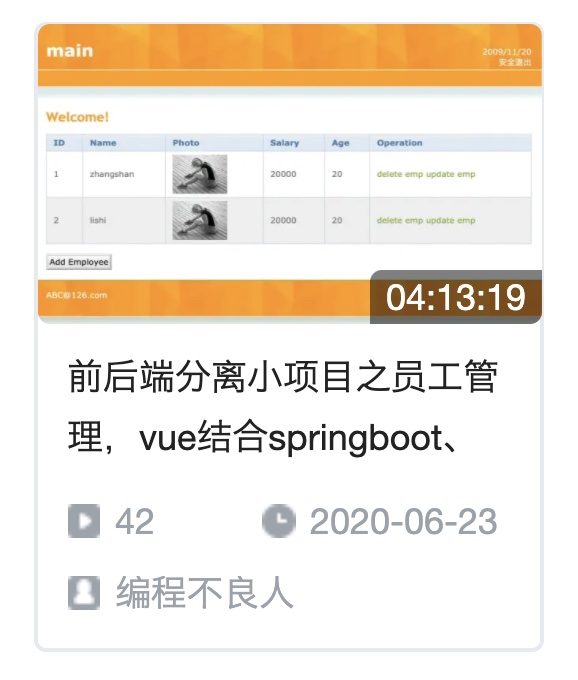 main
2009/11/20
安全退出
Welcome!
ID Name Photo Salary Age Operation
1 zhangshan 20000 20 delete emp update emp
2 lishi 20000 20 delete emp update emp
Add Employee
ABC@126.com
04:13:19
前后端分离小项目之员工管
理，vue结合springboot、
42 2020-06-23
编程不良人